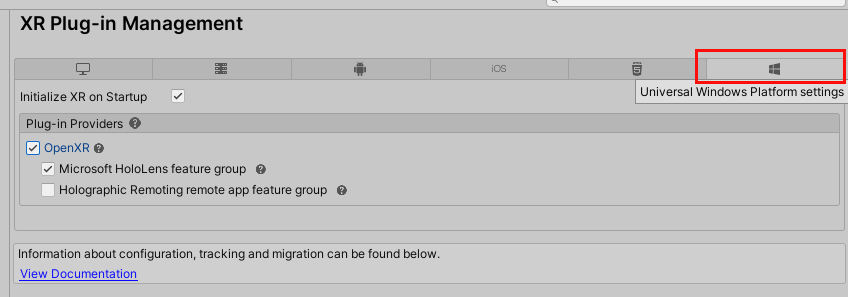 XR Plug-in Management
iOS
Initialize XR on Startup
Universal Windows Platform settings
Plug-in Providers
OpenXR
Microsoft HoloLens feature group
Holographic Remoting remote app feature group
Information about configuration, tracking and migration can be found below.
View Documentation